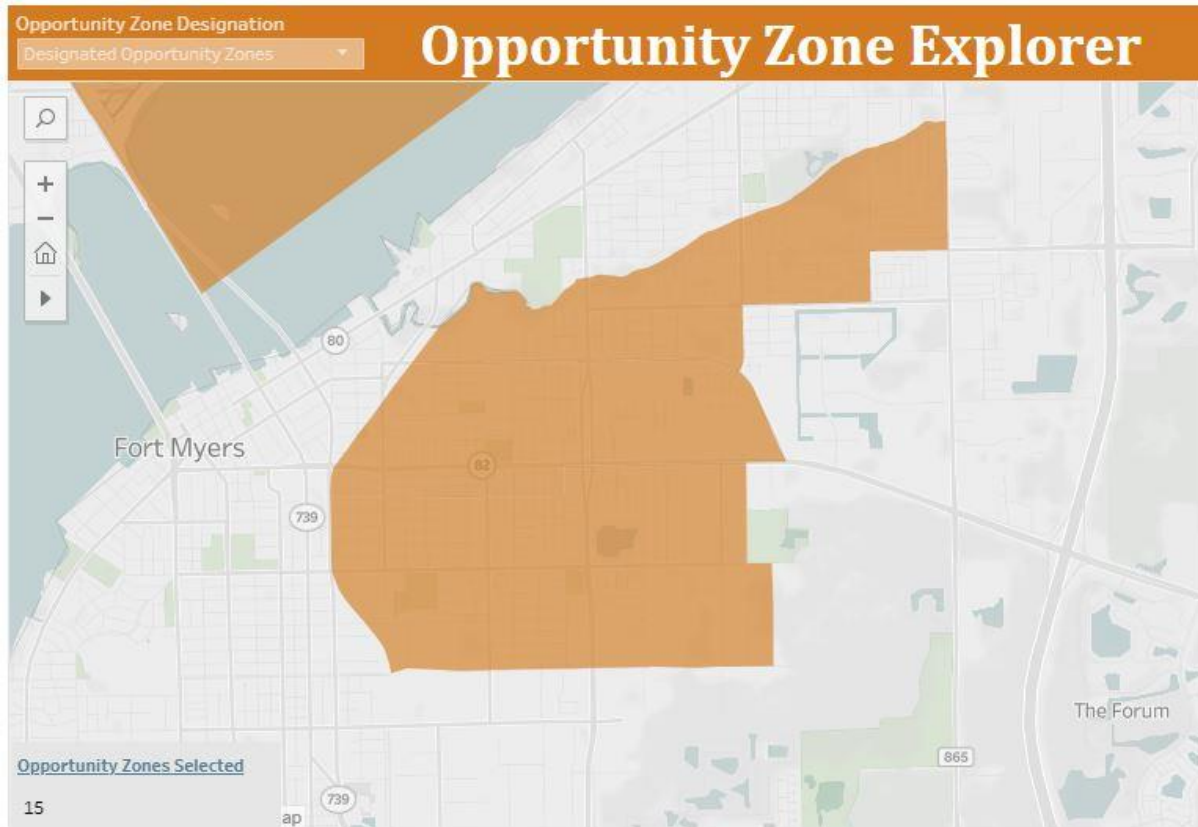 Opportunity Zone Designation
Designated Opportunity Zones
Opportunity Zone Explorer
80
Fort Myers
82
739
The Forum
865
Opportunity Zones Selected
15
739
ap